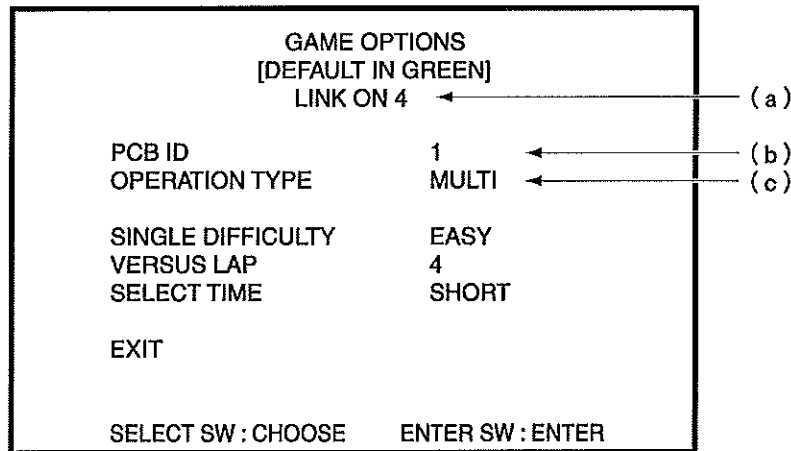 GAME OPTIONS
[DEFAULT IN GREEN]
LINK ON 4 (a)
PCB ID 1 (b)
OPERATION TYPE MULTI (c)
SINGLE DIFFICULTY EASY
VERSUS LAP 4
SELECT TIME SHORT
EXIT
SELECT SW : CHOOSE ENTER SW : ENTER